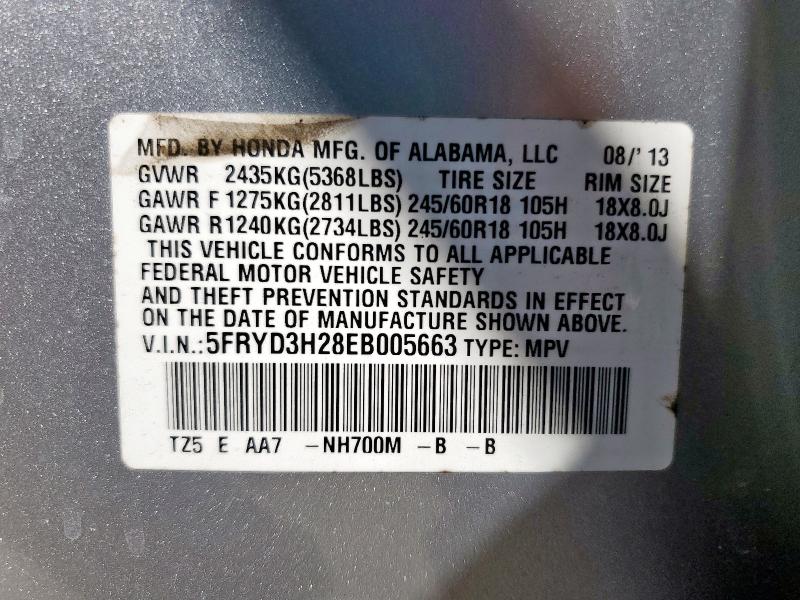 MFD. BY HONDA MFG. OF ALABAMA, LLC 08/'13
GVWR 2435KG(5368LBS) TIRE SIZE RIM SIZE
GAWR F 1275KG(2811LBS) 245/60R18 105H 18X8.0J
GAWR R 1240KG(2734LBS) 245/60R18 105H 18X8.0J
THIS VEHICLE CONFORMS TO ALL APPLICABLE
FEDERAL MOTOR VEHICLE SAFETY
AND THEFT PREVENTION STANDARDS IN EFFECT
ON THE DATE OF MANUFACTURE SHOWN ABOVE.
V.I.N.: 5FRYD3H28EB005663 TYPE: MPV
TZ5 E AA7 -NH700M -B -B